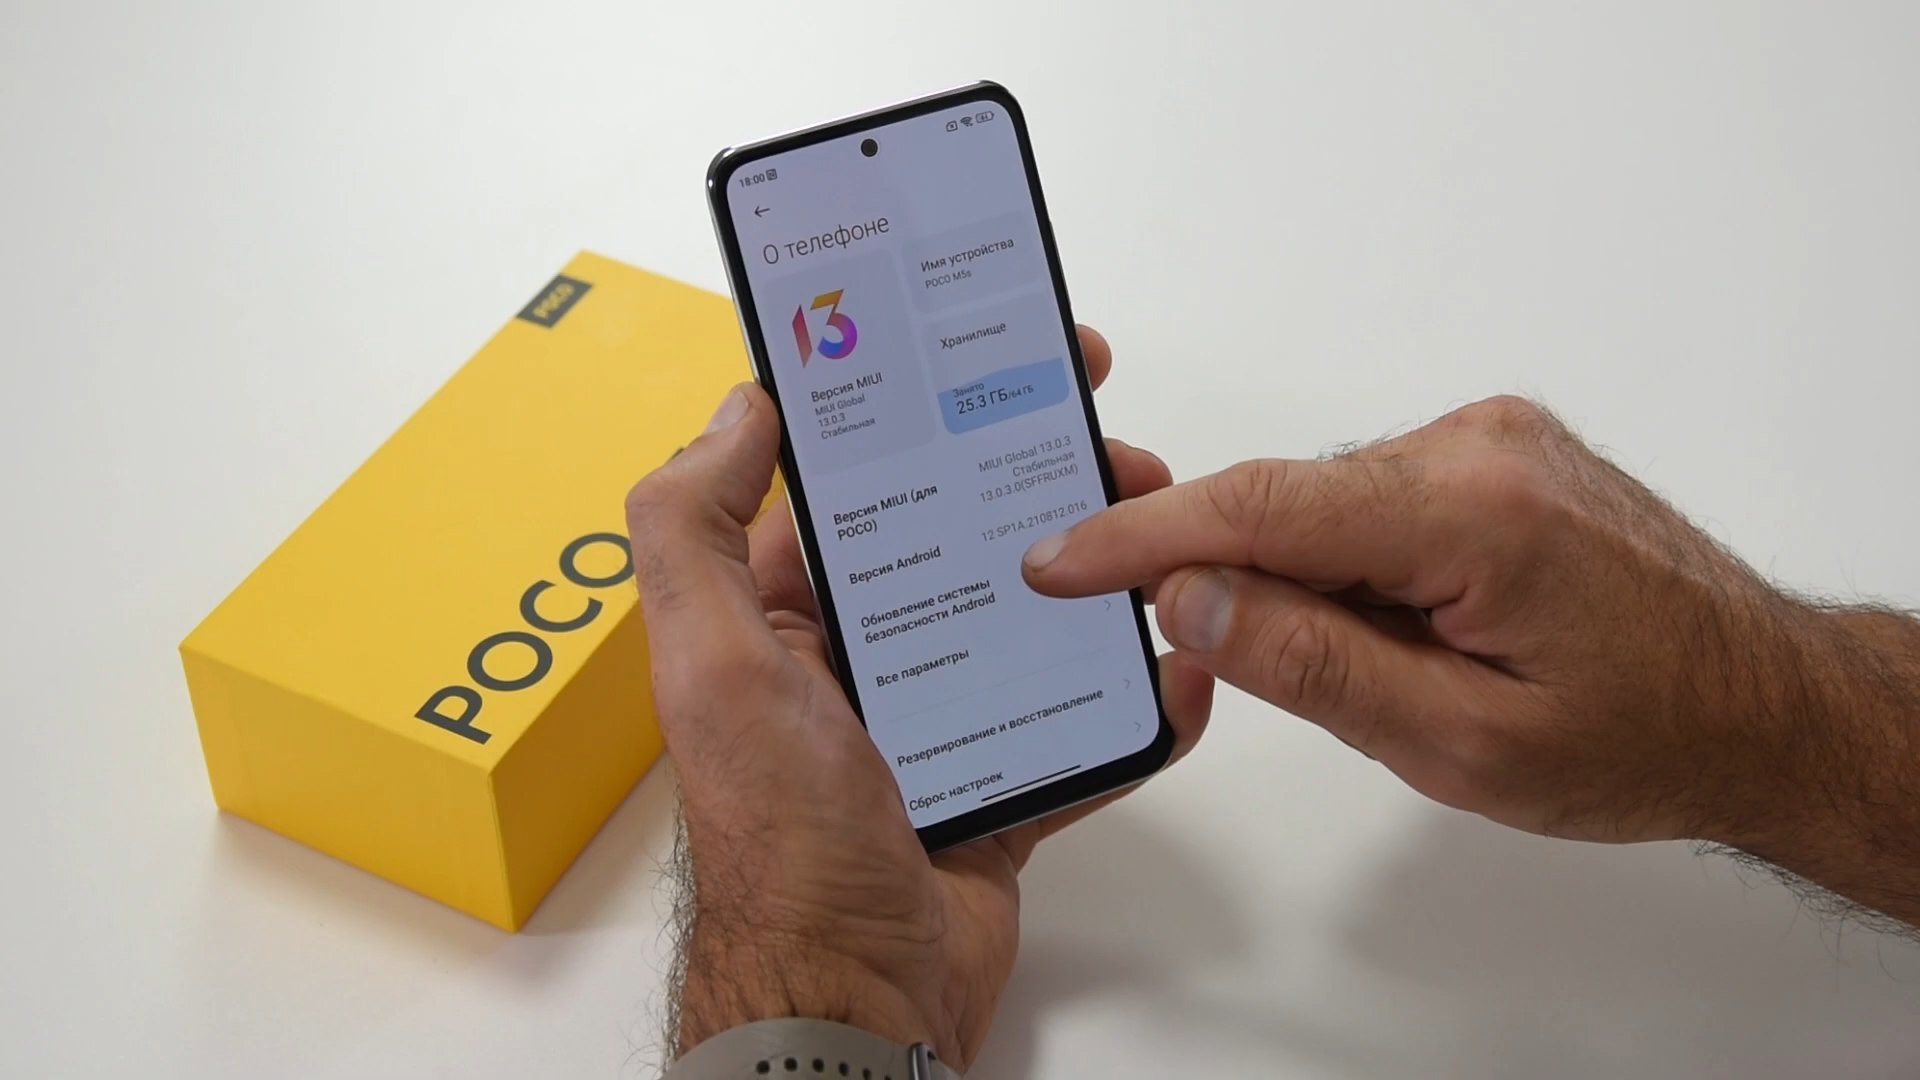 POCO
POCO
18:00
О телефоне
13
Версия MIUI
MIUI Global
13.0.3
Стабильная
Имя устройства
POCO M5s
Хранилище
Занято
25.3 ГБ/64 ГБ
Версия MIUI (для
POCO)
MIUI Global 13.0.3
Стабильная
13.0.3.0(SFFRUXM)
Версия Android
12 SP1A.210812.016
Обновление системы
безопасности Android
Все параметры
Резервирование и восстановление
Сброс настроек